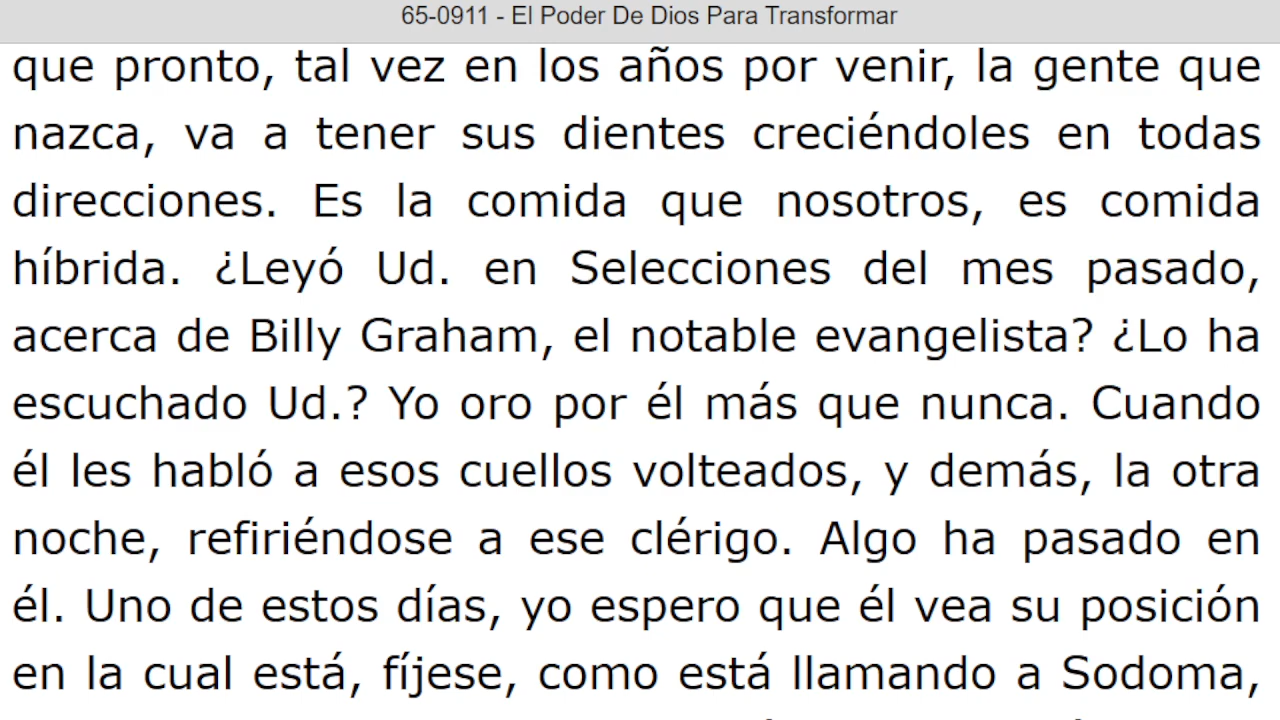 65-0911 - El Poder De Dios Para Transformar
que pronto, tal vez en los años por venir, la gente que
nazca, va a tener sus dientes creciéndoles en todas
direcciones. Es la comida que nosotros, es comida
híbrida. ¿Leyó Ud. en Selecciones del mes pasado,
acerca de Billy Graham, el notable evangelista? ¿Lo ha
escuchado Ud.? Yo oro por él más que nunca. Cuando
él les habló a esos cuellos volteados, y demás, la otra
noche, refiriéndose a ese clérigo. Algo ha pasado en
él. Uno de estos días, yo espero que él vea su posición
en la cual está, fíjese, como está llamando a Sodoma,